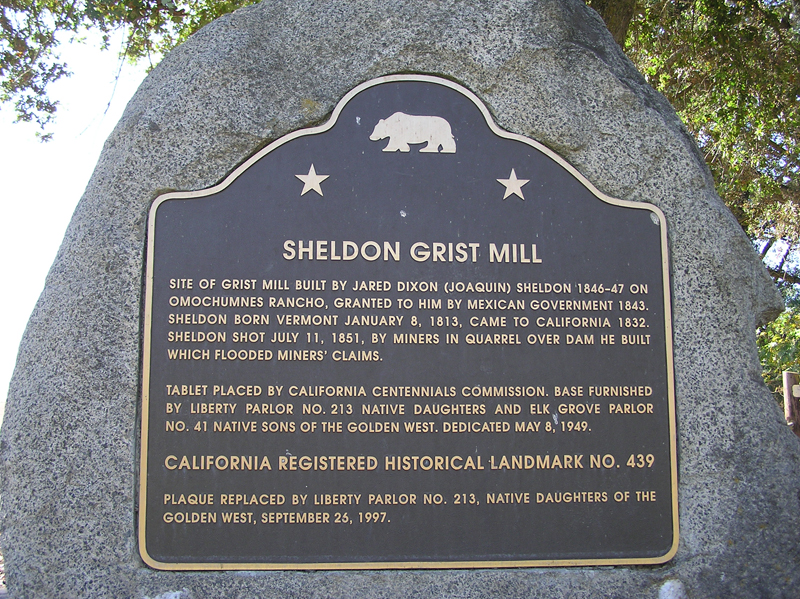 SHELDON GRIST MILL
SITE OF GRIST MILL BUILT BY JARED DIXON (JOAQUIN) SHELDON 1846-47 ON
OMOCHUMNES RANCHO, GRANTED TO HIM BY MEXICAN GOVERNMENT 1843.
SHELDON BORN VERMONT JANUARY 8, 1813, CAME TO CALIFORNIA 1832.
SHELDON SHOT JULY 11, 1851, BY MINERS IN QUARREL OVER DAM HE BUILT
WHICH FLOODED MINERS' CLAIMS.
TABLET PLACED BY CALIFORNIA CENTENNIALS COMMISSION. BASE FURNISHED
BY LIBERTY PARLOR NO. 213 NATIVE DAUGHTERS AND ELK GROVE PARLOR
NO. 41 NATIVE SONS OF THE GOLDEN WEST. DEDICATED MAY 8, 1949.
CALIFORNIA REGISTERED HISTORICAL LANDMARK NO. 439
PLAQUE REPLACED BY LIBERTY PARLOR NO. 213, NATIVE DAUGHTERS OF THE
GOLDEN WEST, SEPTEMBER 26, 1997.